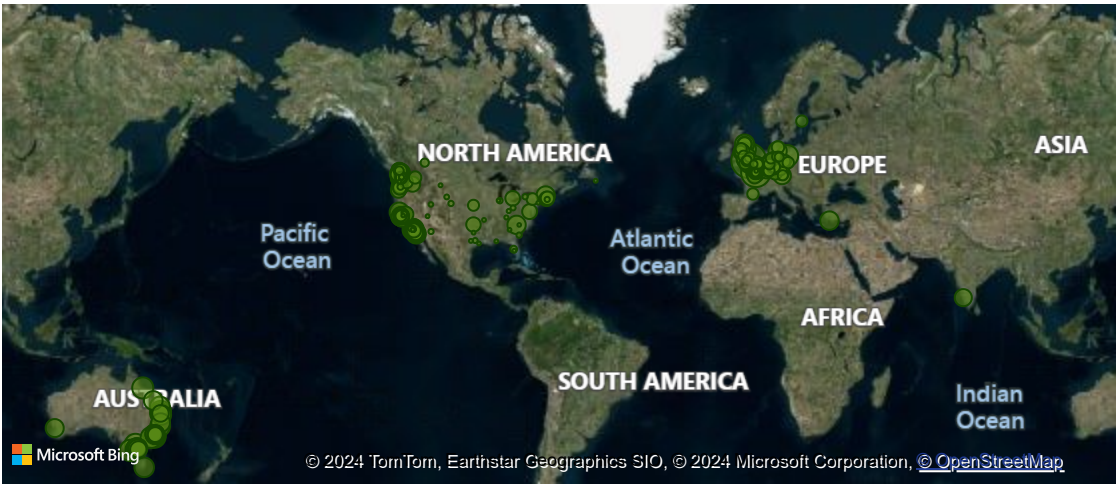 NORTH AMERICA
ASIA
EUROPE
Pacific
Ocean
Atlantic
Ocean
AFRICA
SOUTH AMERICA
AUSTRALIA
Indian
Ocean
Microsoft Bing
© 2024 TomTom, Earthstar Geographics SIO, © 2024 Microsoft Corporation, © OpenStreetMap